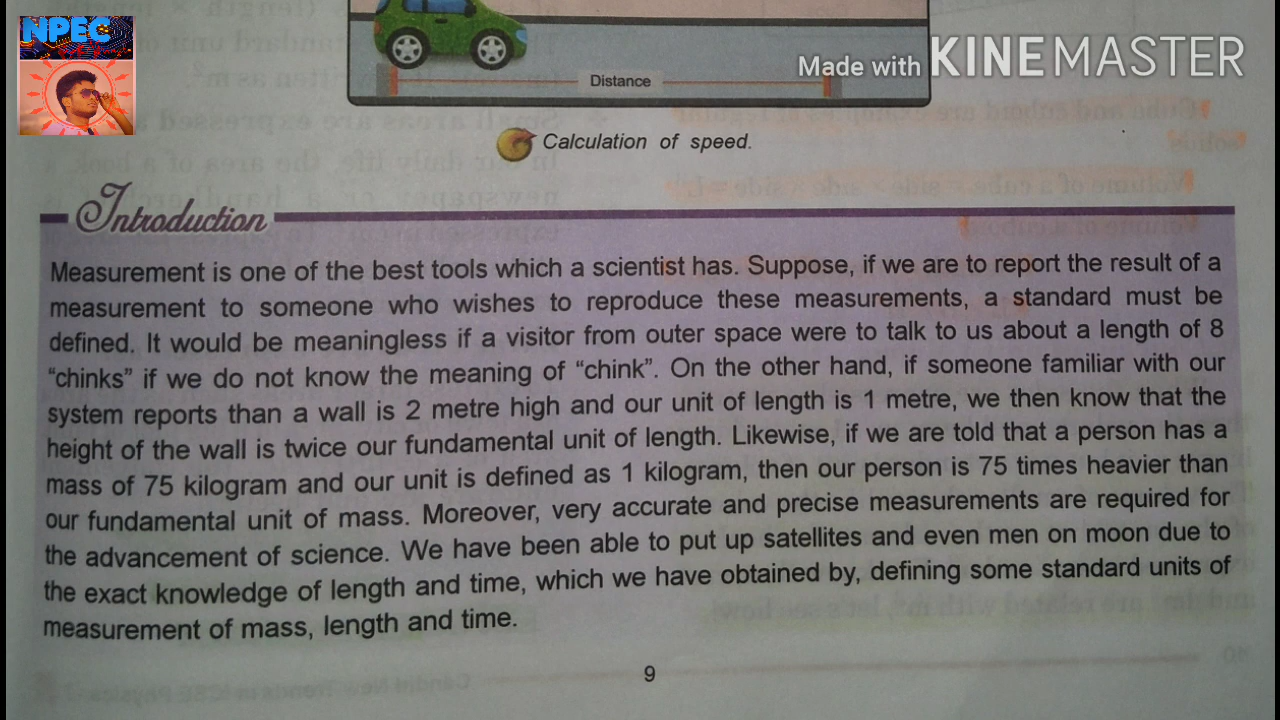 NPEC
Made with KINEMASTER
Distance
Calculation of speed.
Introduction
Measurement is one of the best tools which a scientist has. Suppose, if we are to report the result of a
measurement to someone who wishes to reproduce these measurements, a standard must be
defined. It would be meaningless if a visitor from outer space were to talk to us about a length of 8
“chinks” if we do not know the meaning of “chink”. On the other hand, if someone familiar with our
system reports than a wall is 2 metre high and our unit of length is 1 metre, we then know that the
height of the wall is twice our fundamental unit of length. Likewise, if we are told that a person has a
mass of 75 kilogram and our unit is defined as 1 kilogram, then our person is 75 times heavier than
our fundamental unit of mass. Moreover, very accurate and precise measurements are required for
the advancement of science. We have been able to put up satellites and even men on moon due to
the exact knowledge of length and time, which we have obtained by, defining some standard units of
measurement of mass, length and time.
9